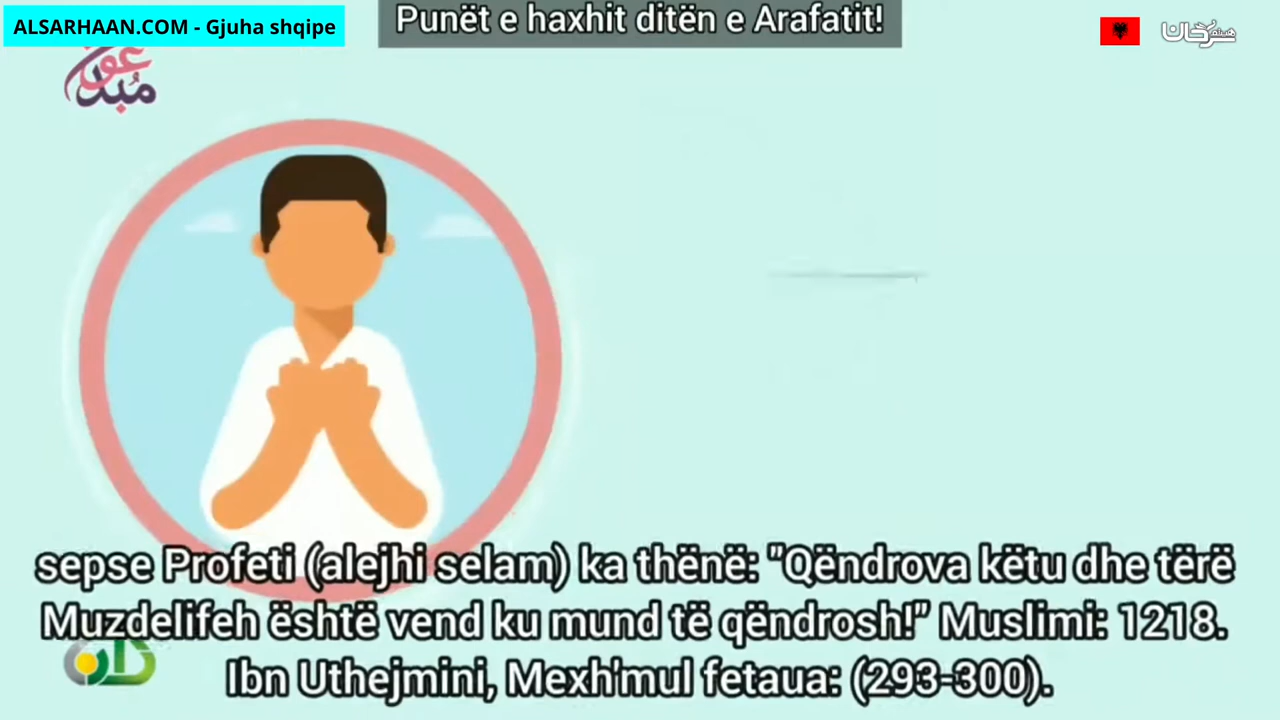 ALSARHAAN.COM - Gjuha shqipe
Punët e haxhit ditën e Arafatit!
sepse Profeti (alejhi selam) ka thënë: "Qëndrova këtu dhe tërë
Muzdelifeh është vend ku mund të qëndrosh!" Muslimi: 1218.
Ibn Uthejmini, Mexh'mul fetaua: (293-300).